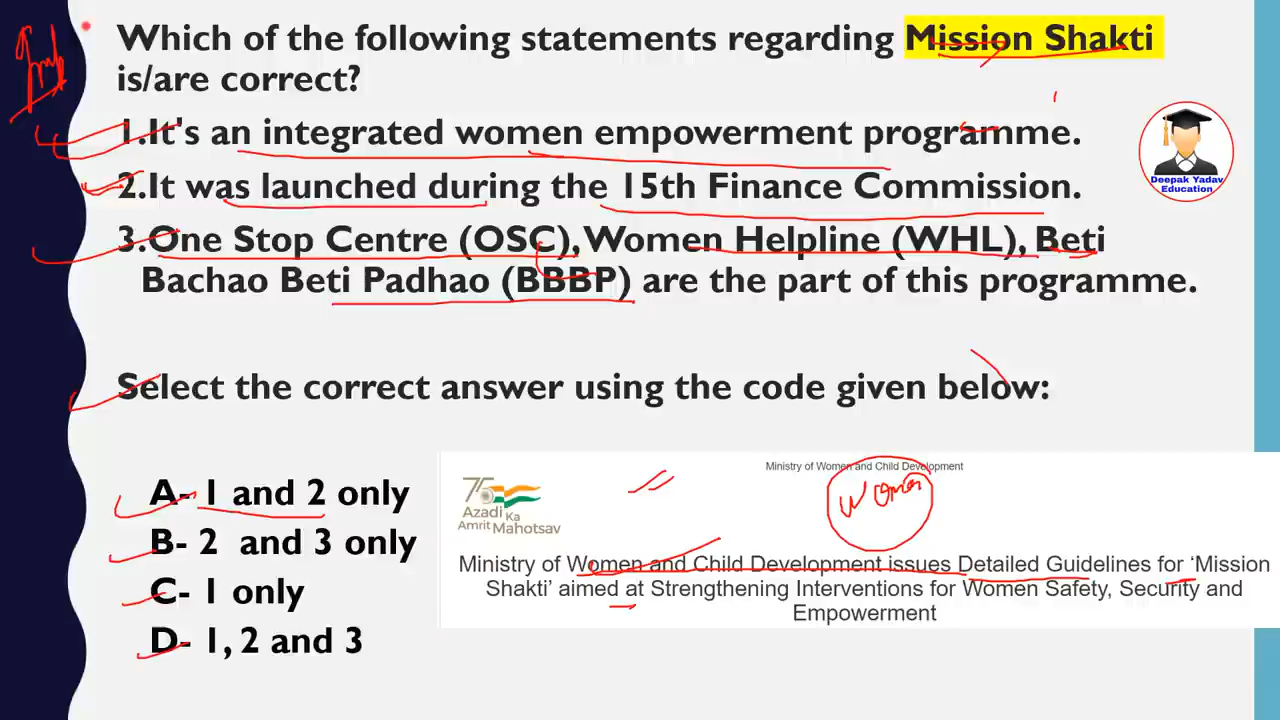 Imp
Which of the following statements regarding Mission Shakti
is/are correct?
1.It's an integrated women empowerment programme.
2.It was launched during the 15th Finance Commission.
3.One Stop Centre (OSC),Women Helpline (WHL), Beti
Bachao Beti Padhao (BBBP) are the part of this programme.
Deepak Yadav
Education
Select the correct answer using the code given below:
A- 1 and 2 only
B- 2 and 3 only
C- 1 only
D- 1, 2 and 3
Ministry of Women and Child Development
75
Azadi Ka
Amrit Mahotsav
Women
Ministry of Women and Child Development issues Detailed Guidelines for ‘Mission
Shakti’ aimed at Strengthening Interventions for Women Safety, Security and
Empowerment